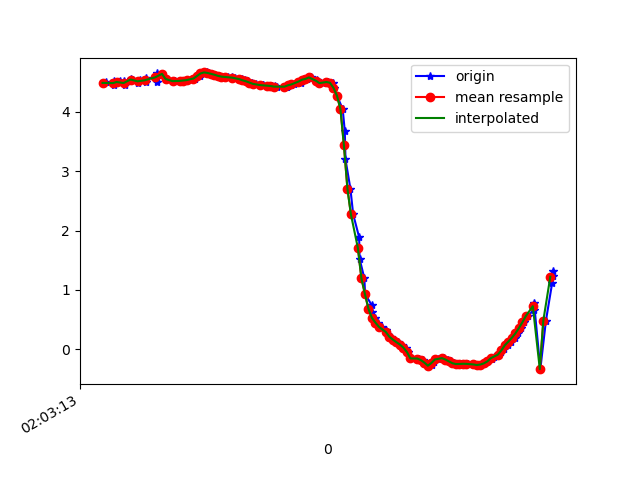 origin
mean resample
interpolated
4
3
2
1
0
02:03:13
0